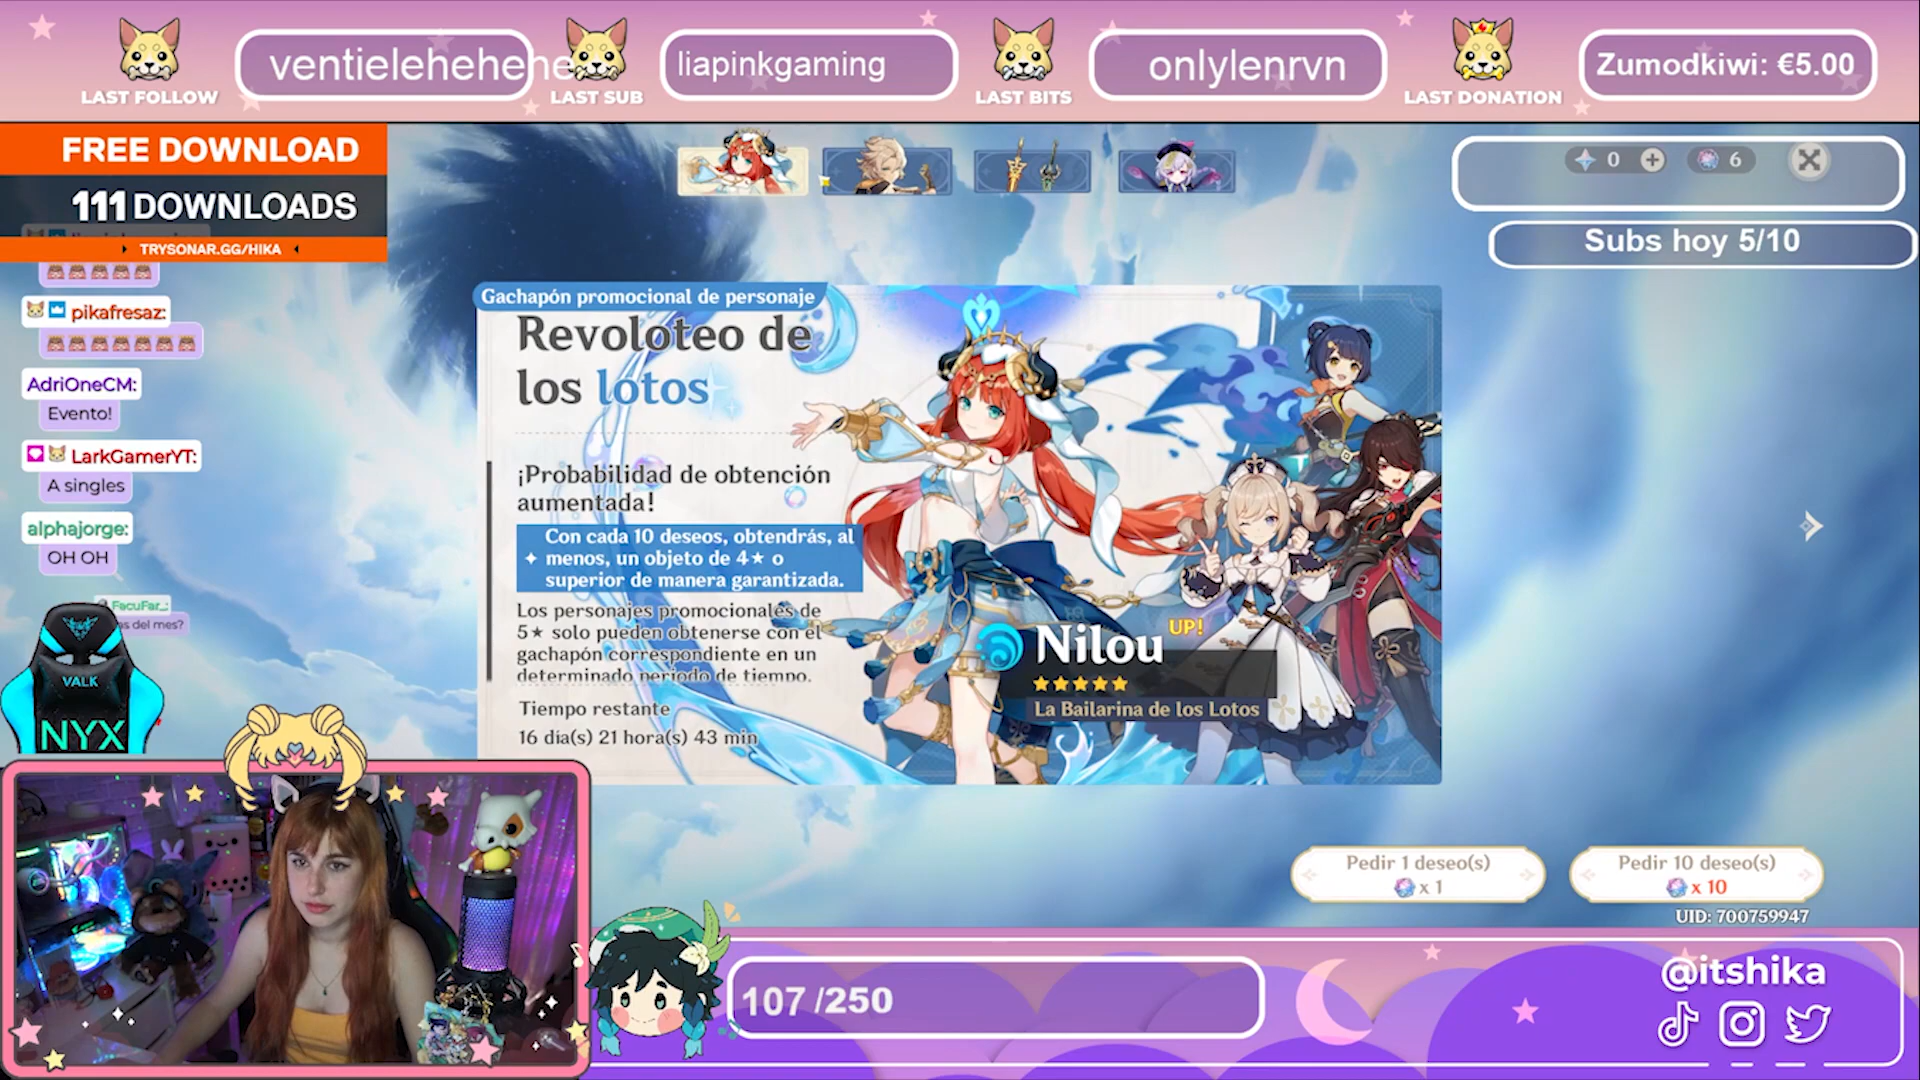 LAST FOLLOW
ventielehehehe
LAST SUB
liapinkgaming
LAST BITS
onlylenrvn
LAST DONATION
Zumodkiwi: €5.00
FREE DOWNLOAD
111 DOWNLOADS
TRYSONAR.GG/HIKA
0
6
Subs hoy 5/10
pikafresaz:
AdriOneCM:
Evento!
LarkGamerYT:
A singles
alphajorge:
OH OH
FacuFar_:
as del mes?
Gachapón promocional de personaje
Revoloteo de
los lotos
¡Probabilidad de obtención
aumentada!
Con cada 10 deseos, obtendrás, al
menos, un objeto de 4★ o
superior de manera garantizada.
Los personajes promocionales de
5★ solo pueden obtenerse con el
gachapón correspondiente en un
determinado periodo de tiempo.
Tiempo restante
16 día(s) 21 hora(s) 43 min
Nilou
UP!
La Bailarina de los Lotos
Pedir 1 deseo(s)
x 1
Pedir 10 deseo(s)
x 10
UID: 700759947
VALK
NYX
107 /250
@itshika